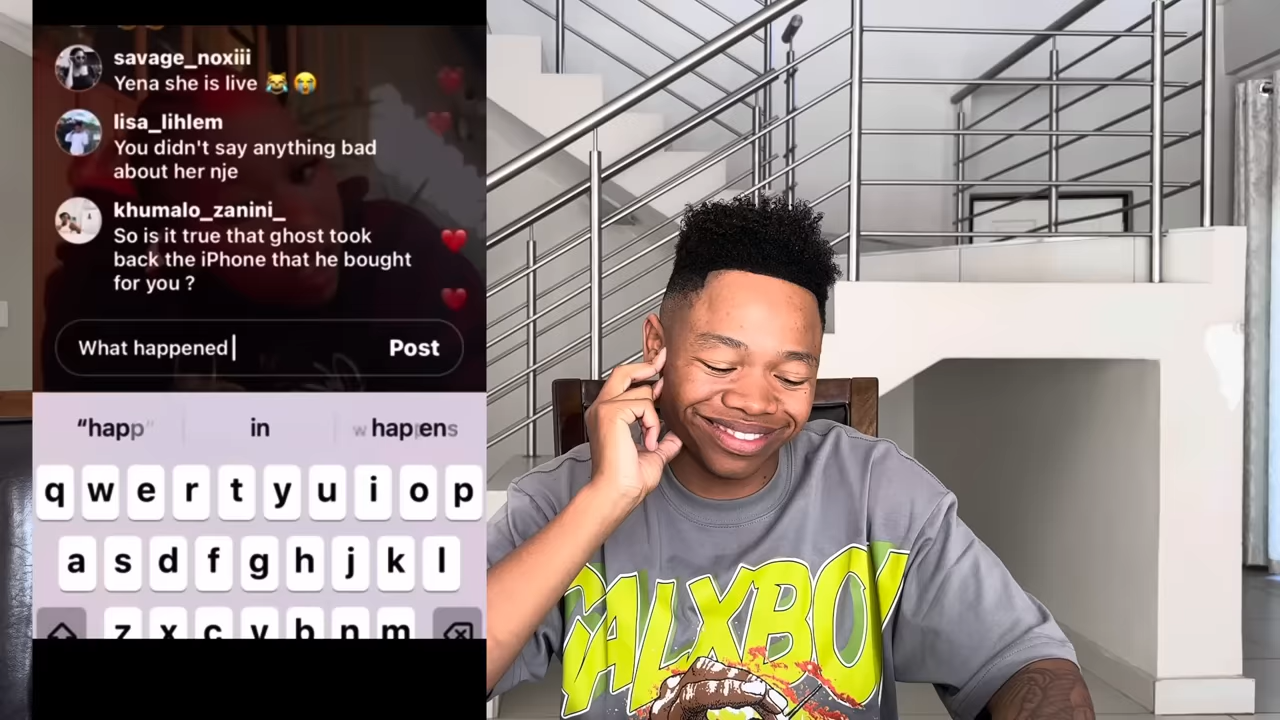 savage_noxiii
Yena she is live 😹😭
lisa_lihlem
You didn't say anything bad
about her nje
khumalo_zanini_
So is it true that ghost took
back the iPhone that he bought
for you ?
What happened
Post
“happ”
in
happens
q w e r t y u i o p
a s d f g h j k l
z x c v b n m
GALXBOY